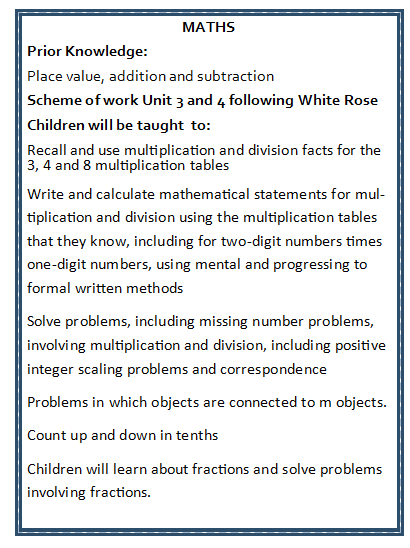 MATHS
Prior Knowledge:
Place value, addition and subtraction
Scheme of work Unit 3 and 4 following White Rose
Children will be taught  to:
Recall and use multiplication and division facts for the
3, 4 and 8 multiplication tables
Write and calculate mathematical statements for mul-
tiplication and division using the multiplication tables
that they know, including for two-digit numbers times
one-digit numbers, using mental and progressing to
formal written methods
Solve problems, including missing number problems,
involving multiplication and division, including positive
integer scaling problems and correspondence
Problems in which objects are connected to m objects.
Count up and down in tenths
Children will learn about fractions and solve problems
involving fractions.